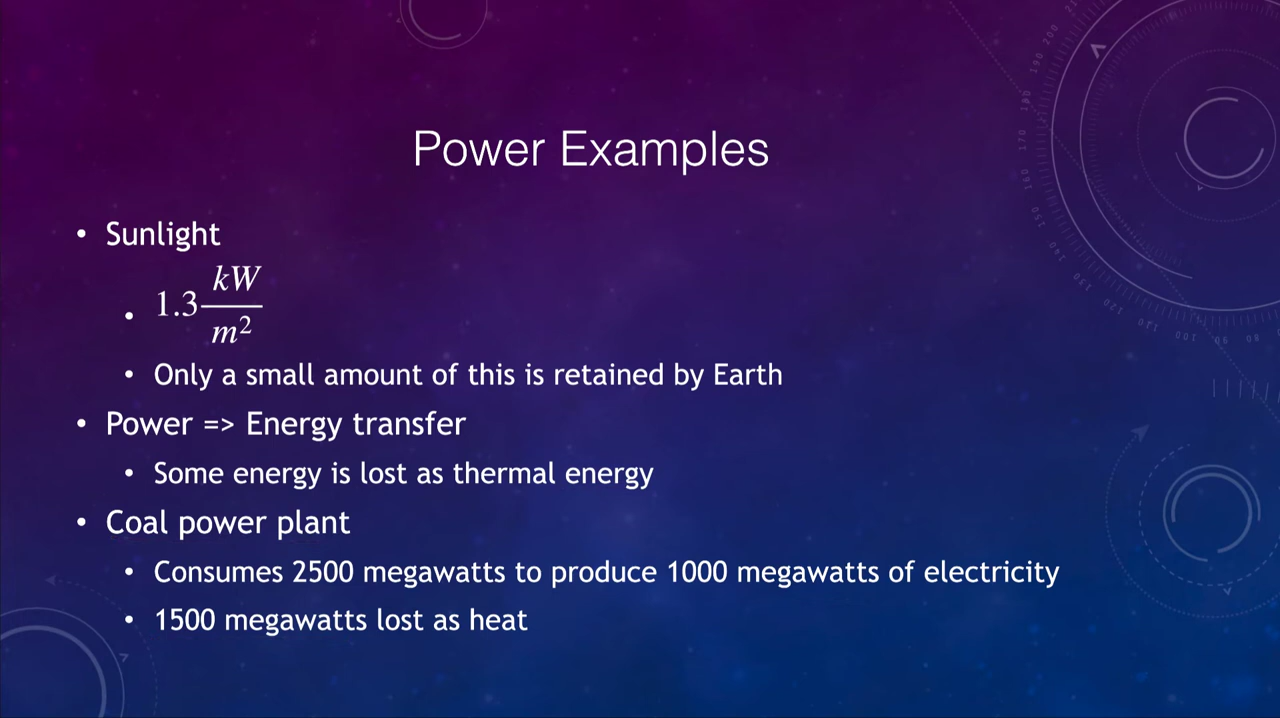 Power Examples
• Sunlight
• 1.3 kW/m²
• Only a small amount of this is retained by Earth
• Power => Energy transfer
• Some energy is lost as thermal energy
• Coal power plant
• Consumes 2500 megawatts to produce 1000 megawatts of electricity
• 1500 megawatts lost as heat